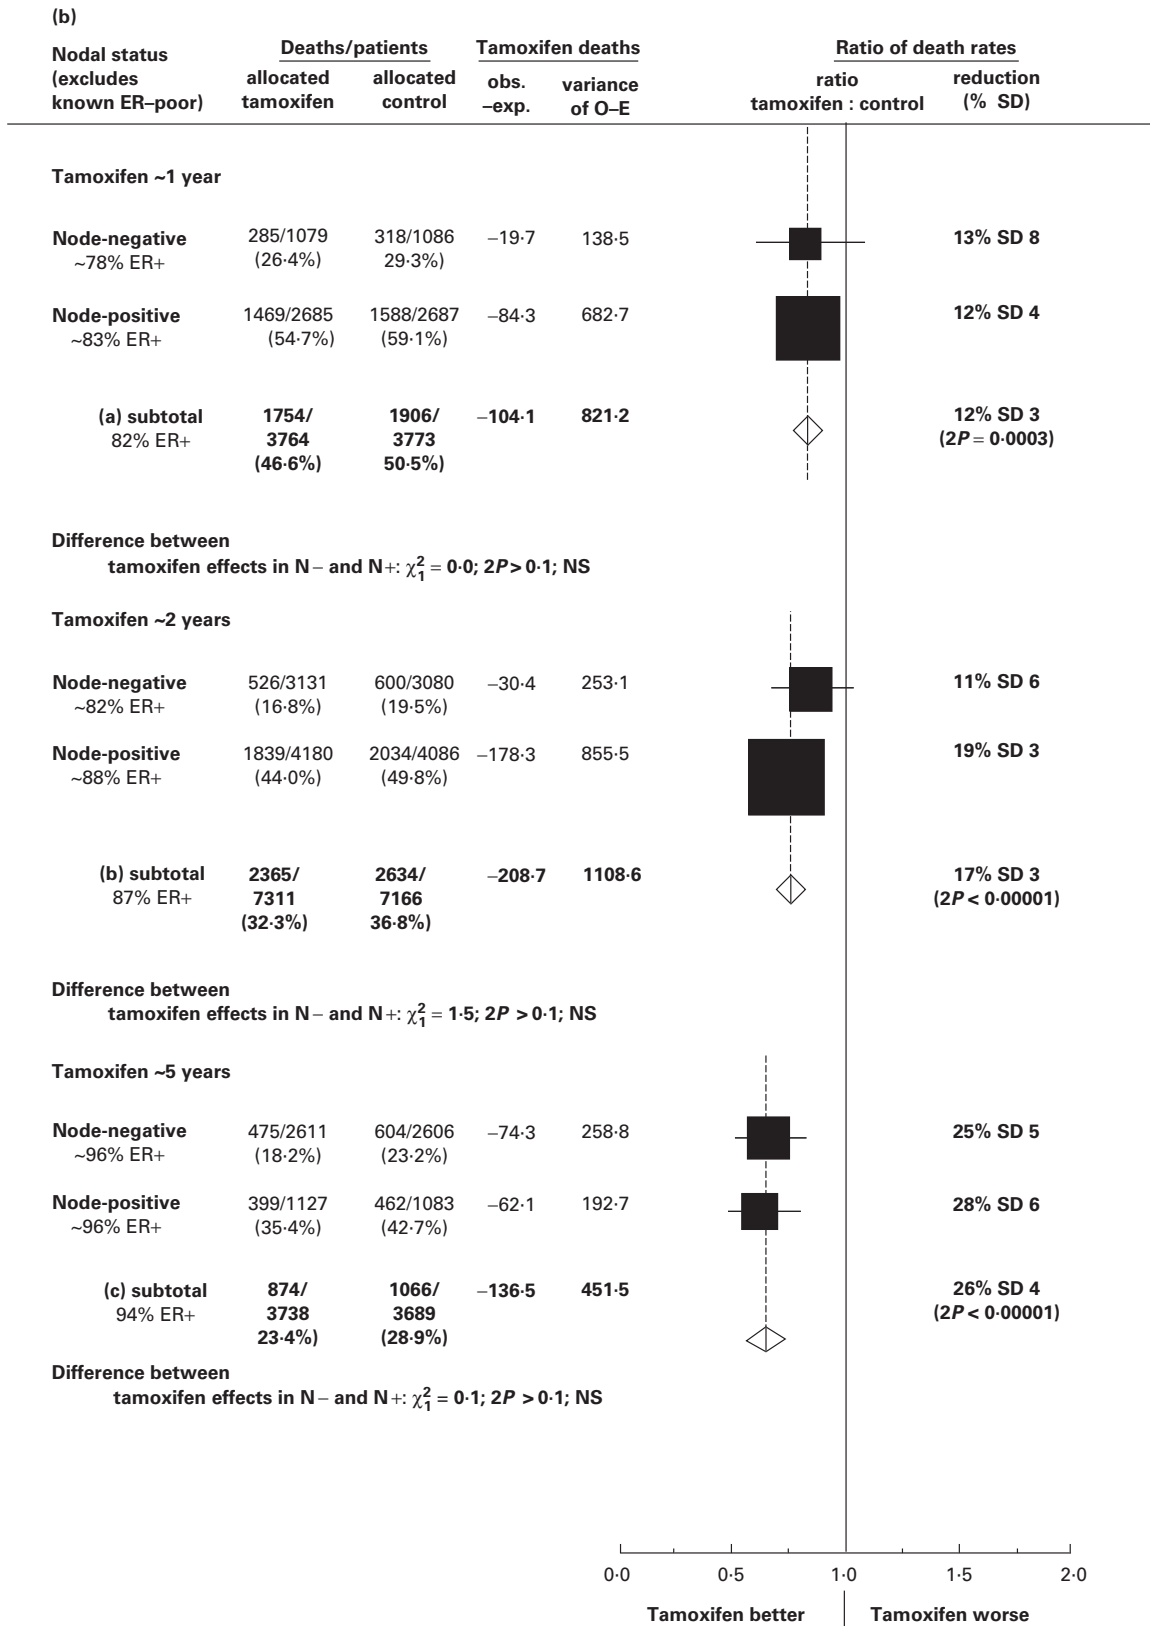 (b)
Nodal status (excludes known ER–poor) Deaths/patients Tamoxifen deaths Ratio of death rates
allocated tamoxifen allocated control obs. –exp. variance of O–E ratio tamoxifen : control reduction (% SD)
Tamoxifen ~1 year
Node-negative 285/1079 318/1086 −19·7 138·5 13% SD 8
~78% ER+ (26·4%) 29·3%)
Node-positive 1469/2685 1588/2687 −84·3 682·7 12% SD 4
~83% ER+ (54·7%) (59·1%)
(a) subtotal 1754/ 1906/ −104·1 821·2 12% SD 3
82% ER+ 3764 3773 (2P = 0·0003)
(46·6%) 50·5%)
Difference between
tamoxifen effects in N− and N+: χ²₁ = 0·0; 2P > 0·1; NS
Tamoxifen ~2 years
Node-negative 526/3131 600/3080 −30·4 253·1 11% SD 6
~82% ER+ (16·8%) (19·5%)
Node-positive 1839/4180 2034/4086 −178·3 855·5 19% SD 3
~88% ER+ (44·0%) (49·8%)
(b) subtotal 2365/ 2634/ −208·7 1108·6 17% SD 3
87% ER+ 7311 7166 (2P < 0·00001)
(32·3%) 36·8%)
Difference between
tamoxifen effects in N− and N+: χ²₁ = 1·5; 2P > 0·1; NS
Tamoxifen ~5 years
Node-negative 475/2611 604/2606 −74·3 258·8 25% SD 5
~96% ER+ (18·2%) (23·2%)
Node-positive 399/1127 462/1083 −62·1 192·7 28% SD 6
~96% ER+ (35·4%) (42·7%)
(c) subtotal 874/ 1066/ −136·5 451·5 26% SD 4
94% ER+ 3738 3689 (2P < 0·00001)
23·4%) (28·9%)
Difference between
tamoxifen effects in N− and N+: χ²₁ = 0·1; 2P > 0·1; NS
0·0 0·5 1·0 1·5 2·0
Tamoxifen better Tamoxifen worse